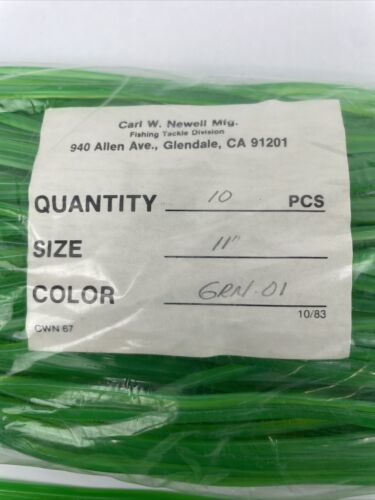 Carl W. Newell Mfg.
Fishing Tackle Division
940 Allen Ave., Glendale, CA 91201
QUANTITY 10 PCS
SIZE 11"
COLOR GRN-01
10/83
CWN 67